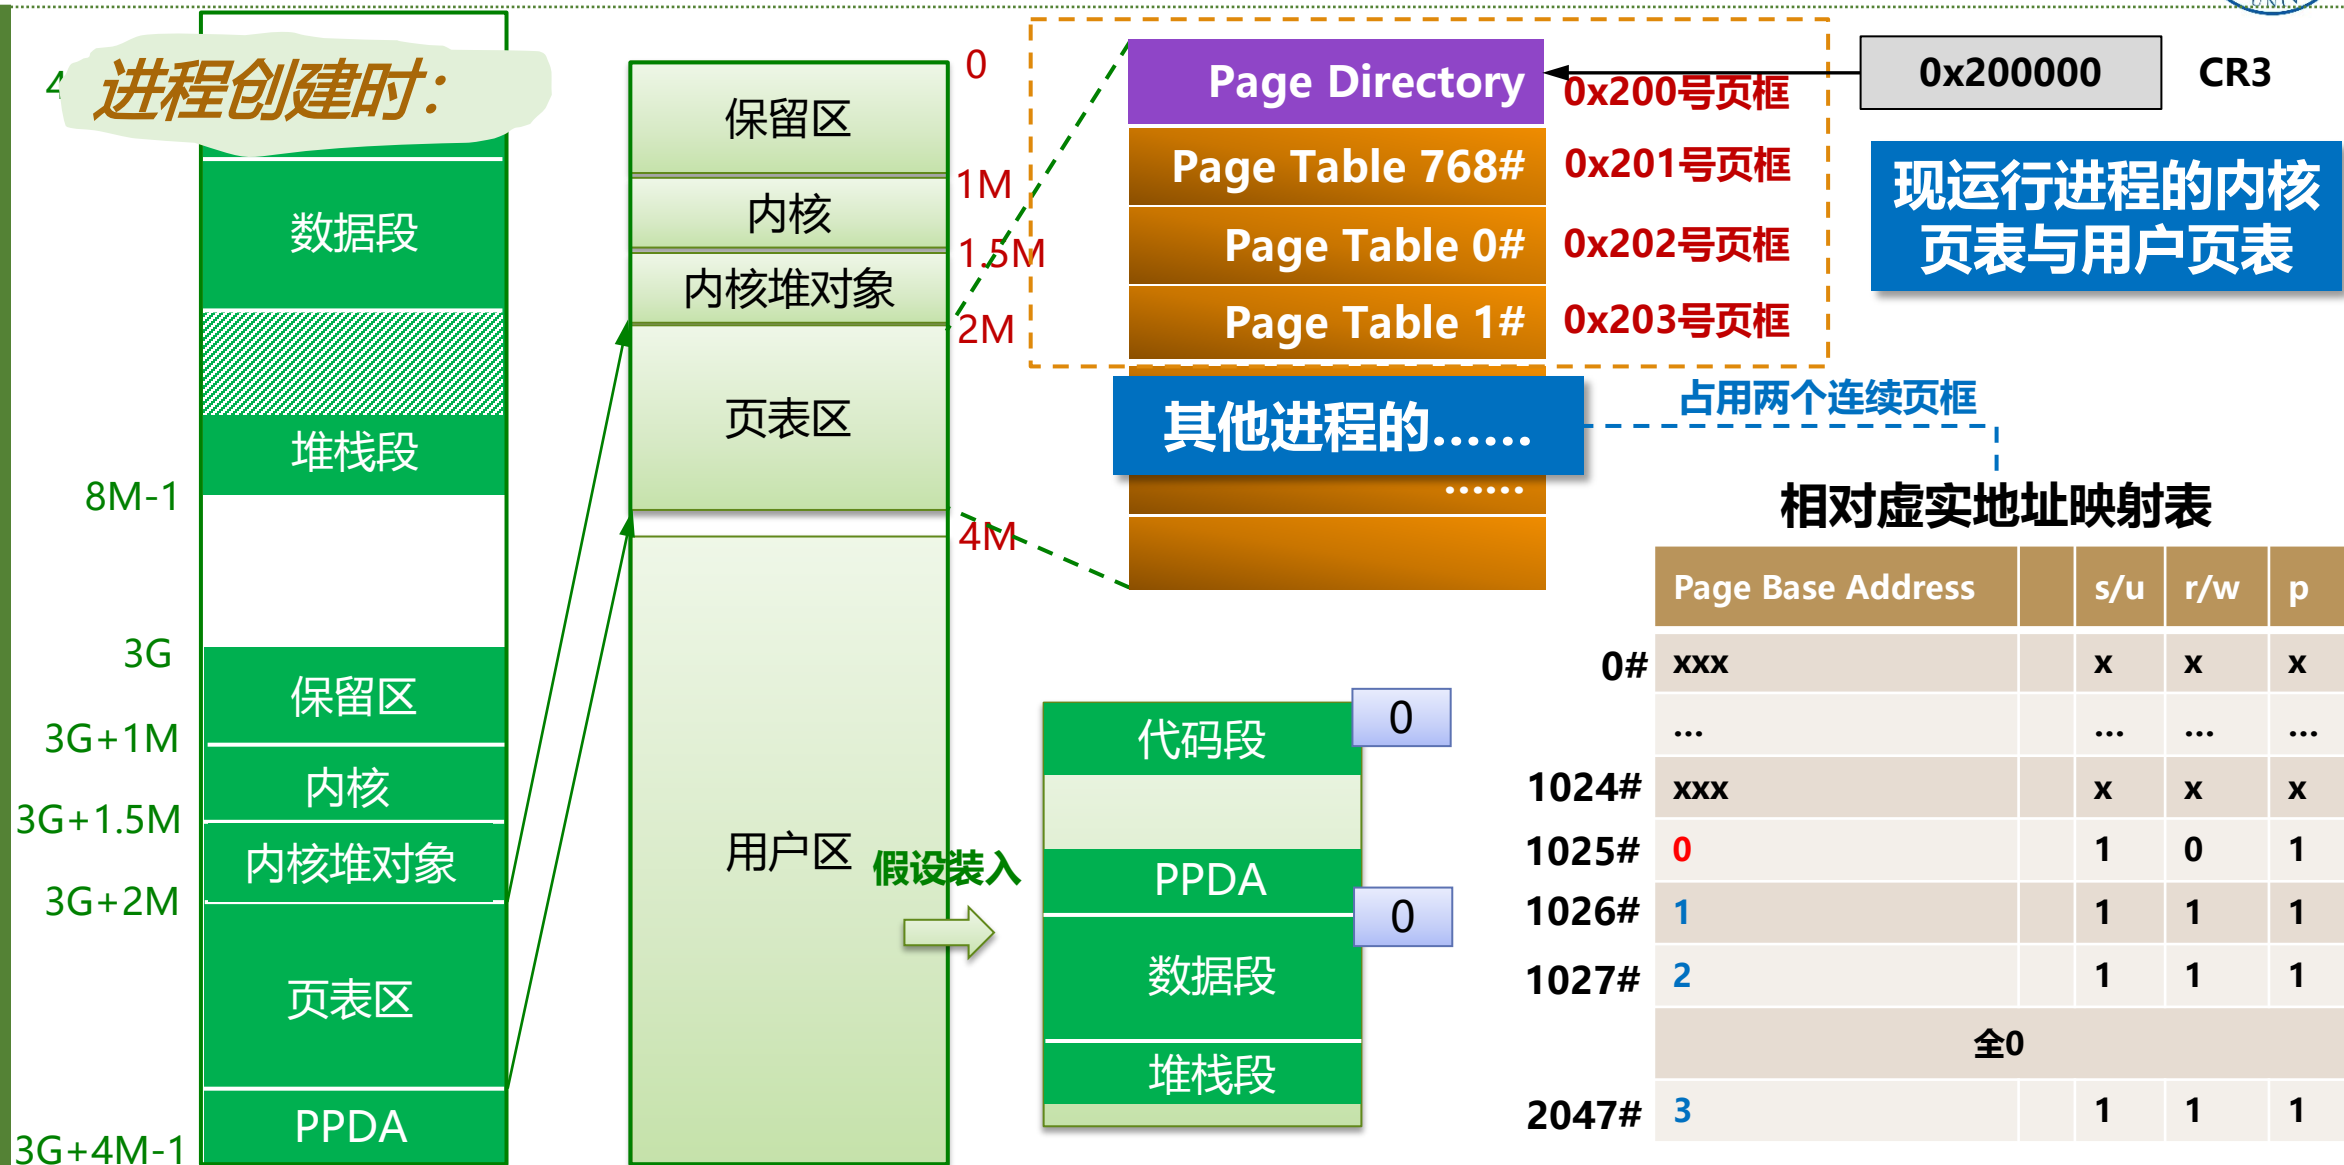 进程创建时：
4
数据段
堆栈段
8M-1
3G
保留区
3G+1M
内核
3G+1.5M
内核堆对象
3G+2M
页表区
PPDA
3G+4M-1
0
保留区
1M
内核
1.5M
内核堆对象
2M
页表区
4M
用户区
假设装入
Page Directory
0x200号页框
0x200000
CR3
Page Table 768#
0x201号页框
Page Table 0#
0x202号页框
Page Table 1#
0x203号页框
现运行进程的内核
页表与用户页表
其他进程的……
……
占用两个连续页框
代码段
0
PPDA
0
数据段
堆栈段
相对虚实地址映射表
Page Base Address s/u r/w p
0# xxx x x x
... ... ... ...
1024# xxx x x x
1025# 0 1 0 1
1026# 1 1 1 1
1027# 2 1 1 1
全0
2047# 3 1 1 1